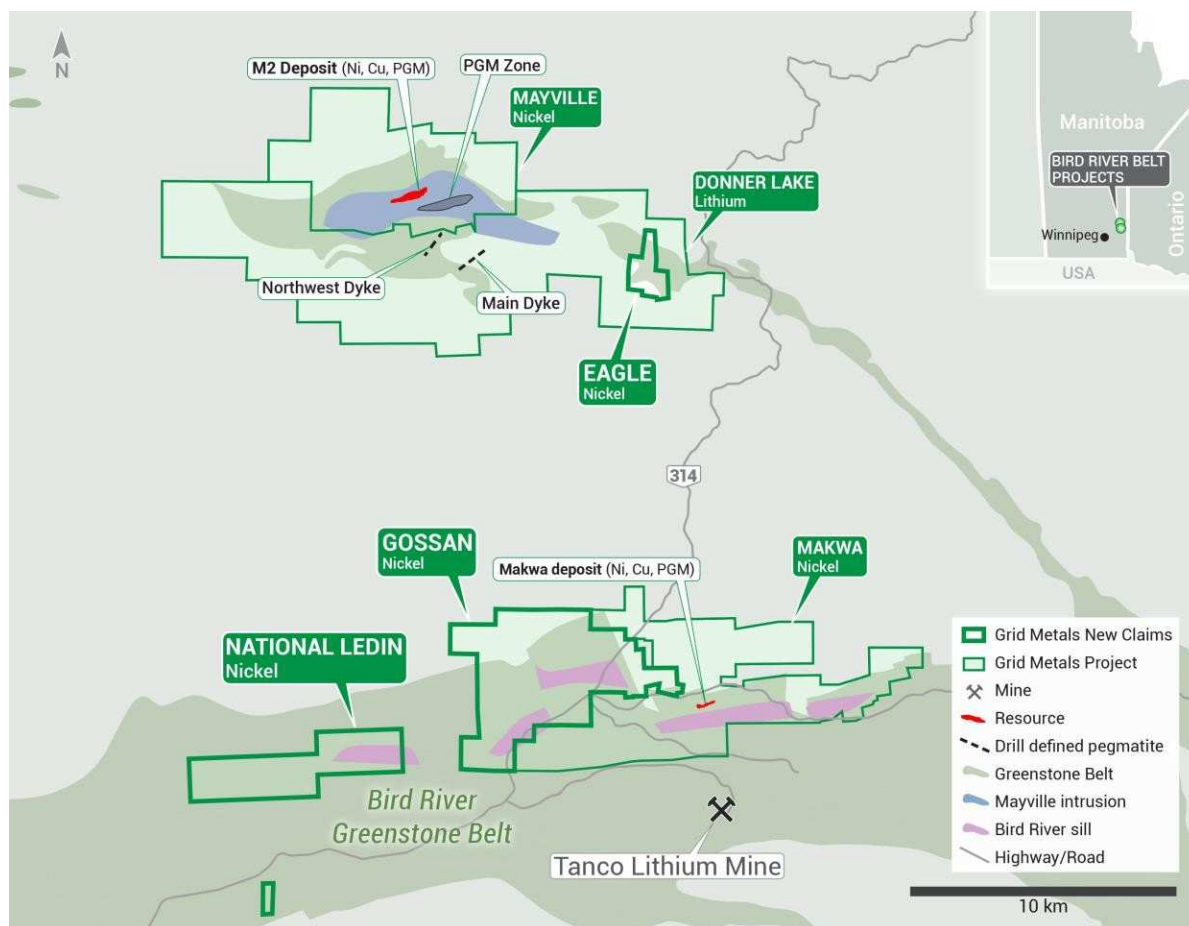 N
M2 Deposit (Ni, Cu, PGM)
PGM Zone
MAYVILLE
Nickel
DONNER LAKE
Lithium
Northwest Dyke
Main Dyke
EAGLE
Nickel
Manitoba
BIRD RIVER BELT
PROJECTS
Winnipeg
Ontario
USA
314
GOSSAN
Nickel
Makwa deposit (Ni, Cu, PGM)
MAKWA
Nickel
NATIONAL LEDIN
Nickel
Bird River
Greenstone Belt
Tanco Lithium Mine
Grid Metals New Claims
Grid Metals Project
Mine
Resource
Drill defined pegmatite
Greenstone Belt
Mayville intrusion
Bird River sill
Highway/Road
10 km